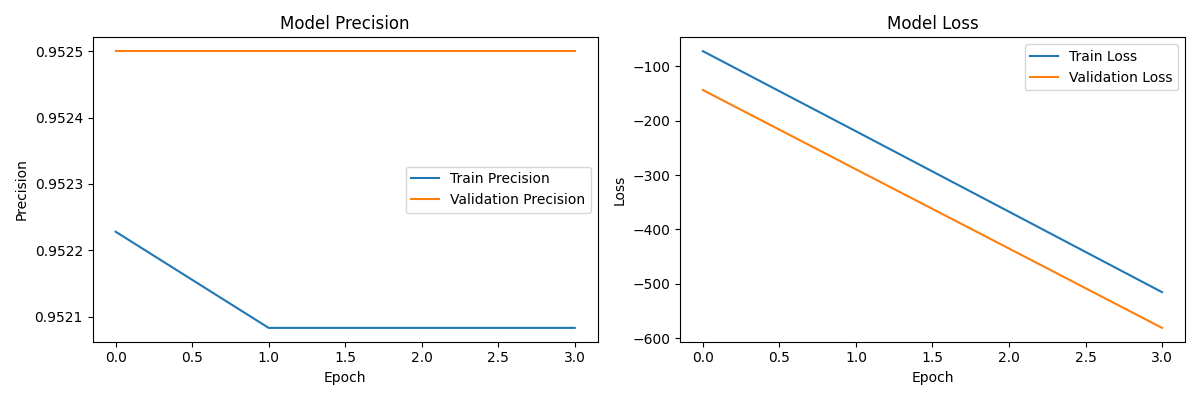 Model Precision
0.9525
0.9524
0.9523
0.9522
0.9521
Precision
Train Precision
Validation Precision
0.0 0.5 1.0 1.5 2.0 2.5 3.0
Epoch
Model Loss
−100
−200
−300
−400
−500
−600
Loss
Train Loss
Validation Loss
0.0 0.5 1.0 1.5 2.0 2.5 3.0
Epoch